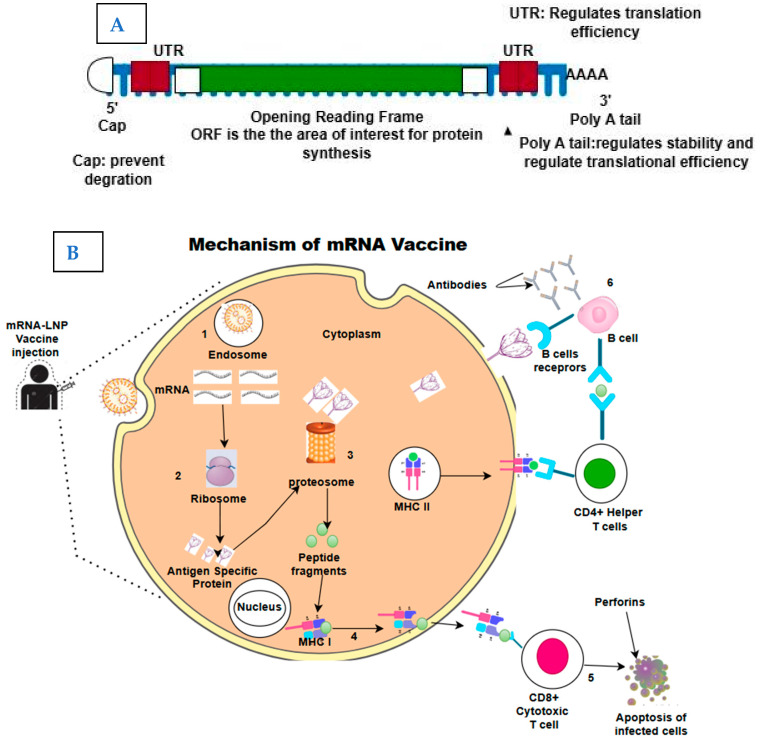 A
UTR: Regulates translation
efficiency
UTR
UTR
AAAA
5'
Cap
3'
Poly A tail
Opening Reading Frame
ORF is the the area of interest for protein
synthesis
Cap: prevent
degration
Poly A tail:regulates stability and
regulate translational efficiency
B
Mechanism of mRNA Vaccine
mRNA-LNP
Vaccine
injection
1
Endosome
Cytoplasm
Antibodies
6
B cell
B cells
receprors
mRNA
2
Ribosome
3
proteosome
MHC II
CD4+ Helper
T cells
Antigen Specific
Protein
Peptide
fragments
Nucleus
MHC I
4
Perforins
CD8+
Cytotoxic
T cell
5
Apoptosis of
infected cells